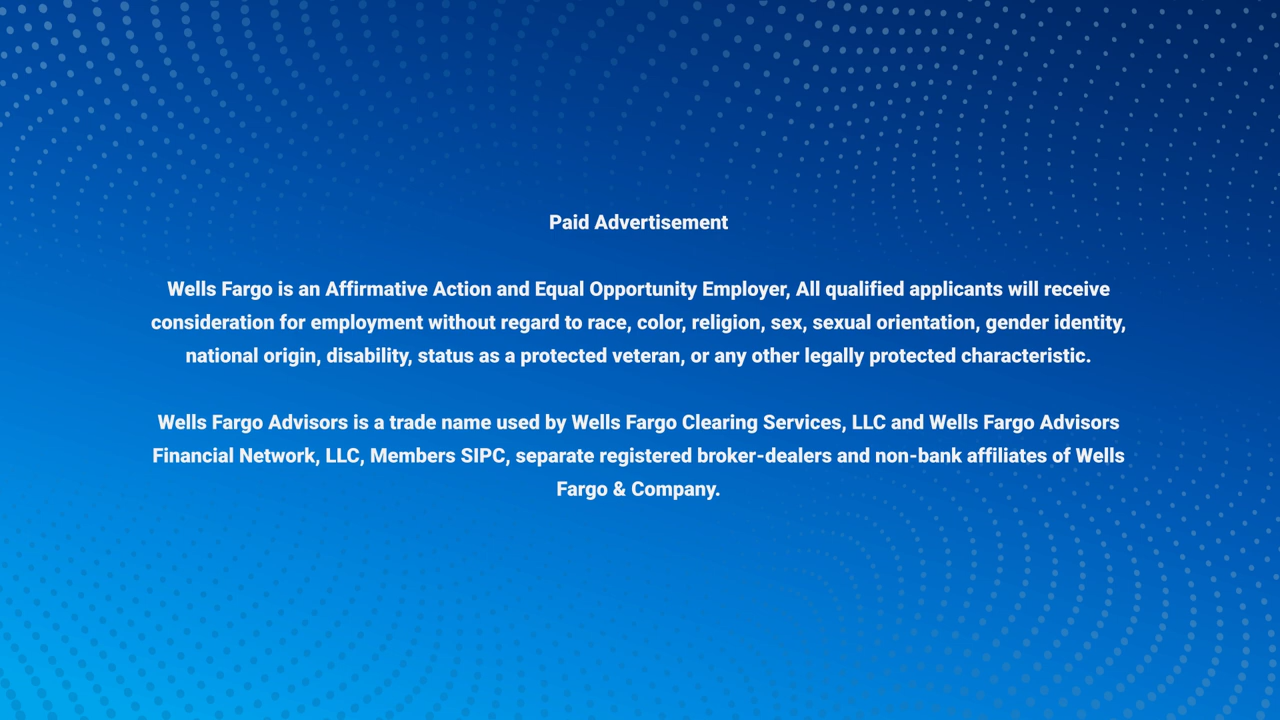 Paid Advertisement
Wells Fargo is an Affirmative Action and Equal Opportunity Employer, All qualified applicants will receive
consideration for employment without regard to race, color, religion, sex, sexual orientation, gender identity,
national origin, disability, status as a protected veteran, or any other legally protected characteristic.
Wells Fargo Advisors is a trade name used by Wells Fargo Clearing Services, LLC and Wells Fargo Advisors
Financial Network, LLC, Members SIPC, separate registered broker-dealers and non-bank affiliates of Wells
Fargo & Company.